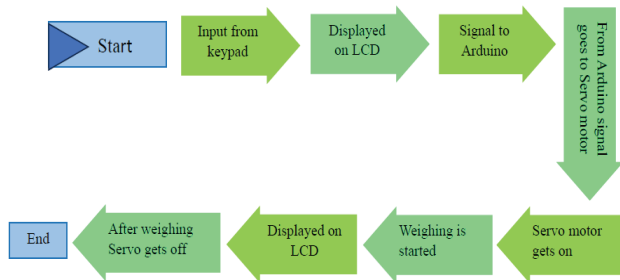 Start
Input from
keypad
Displayed
on LCD
Signal to
Arduino
From Arduino signal
goes to Servo motor
Servo motor
gets on
Weighing is
started
Displayed on
LCD
After weighing
Servo gets off
End